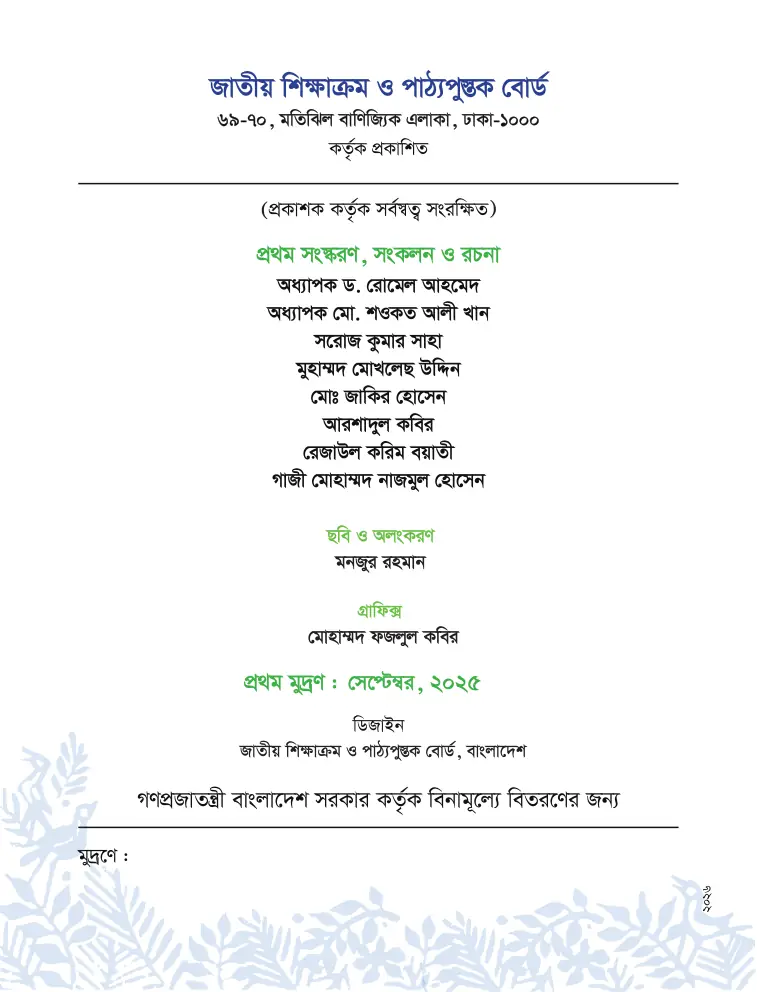 জাতীয় শিক্ষাক্রম ও পাঠ্যপুস্তক বোর্ড
৬৯-৭০, মতিঝিল বাণিজ্যিক এলাকা, ঢাকা-১০০০
কর্তৃক প্রকাশিত
(প্রকাশক কর্তৃক সর্বস্বত্ব সংরক্ষিত)
প্রথম সংস্করণ, সংকলন ও রচনা
অধ্যাপক ড. রোমেল আহমেদ
অধ্যাপক মো. শওকত আলী খান
সরোজ কুমার সাহা
মুহাম্মদ মোখলেছ উদ্দিন
মোঃ জাকির হোসেন
আরশাদুল কবির
রেজাউল করিম বয়াতী
গাজী মোহাম্মদ নাজমুল হোসেন
ছবি ও অলংকরণ
মনজুর রহমান
গ্রাফিক্স
মোহাম্মদ ফজলুল কবির
প্রথম মুদ্রণ : সেপ্টেম্বর, ২০২৫
ডিজাইন
জাতীয় শিক্ষাক্রম ও পাঠ্যপুস্তক বোর্ড, বাংলাদেশ
গণপ্রজাতন্ত্রী বাংলাদেশ সরকার কর্তৃক বিনামূল্যে বিতরণের জন্য
মুদ্রণে :
২০২৬